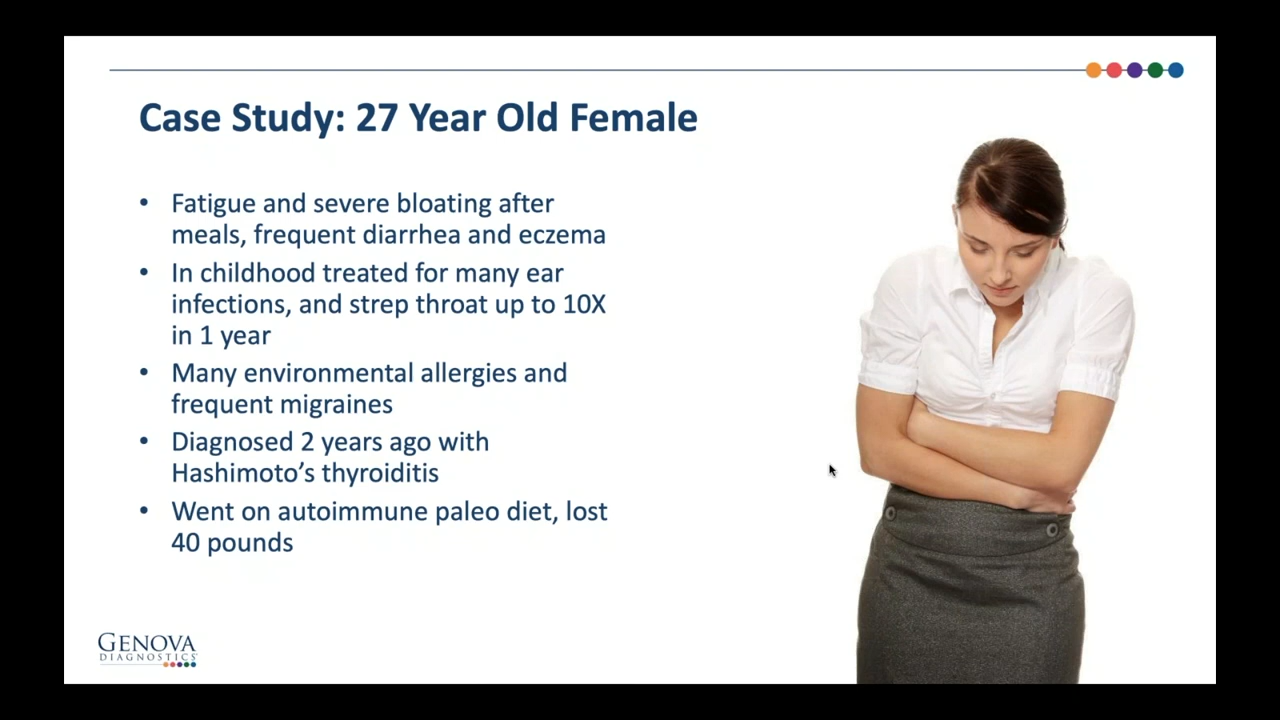 Case Study: 27 Year Old Female
• Fatigue and severe bloating after
meals, frequent diarrhea and eczema
• In childhood treated for many ear
infections, and strep throat up to 10X
in 1 year
• Many environmental allergies and
frequent migraines
• Diagnosed 2 years ago with
Hashimoto’s thyroiditis
• Went on autoimmune paleo diet, lost
40 pounds
GENOVA
DIAGNOSTICS